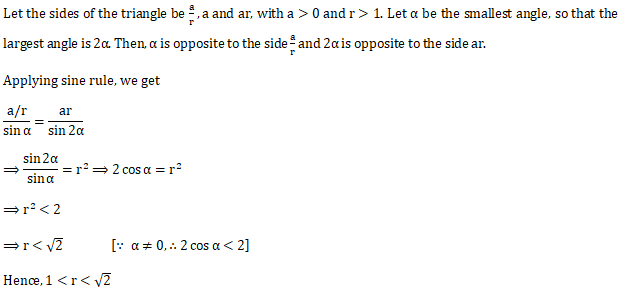 Let the sides of the triangle be a/r, a and ar, with a > 0 and r > 1. Let α be the smallest angle, so that the
largest angle is 2α. Then, α is opposite to the side a/r and 2α is opposite to the side ar.
Applying sine rule, we get
(a/r)/(sin α) = ar/(sin 2α)
⟹ (sin 2α)/(sin α) = r² ⟹ 2 cos α = r²
⟹ r² < 2
⟹ r < √2 [∵ α ≠ 0, ∴ 2 cos α < 2]
Hence, 1 < r < √2